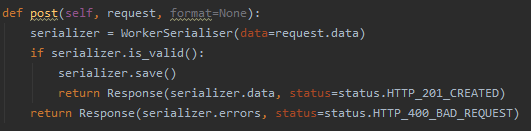 def post(self, request, format=None):
    serializer = WorkerSerialiser(data=request.data)
    if serializer.is_valid():
        serializer.save()
        return Response(serializer.data, status=status.HTTP_201_CREATED)
    return Response(serializer.errors, status=status.HTTP_400_BAD_REQUEST)